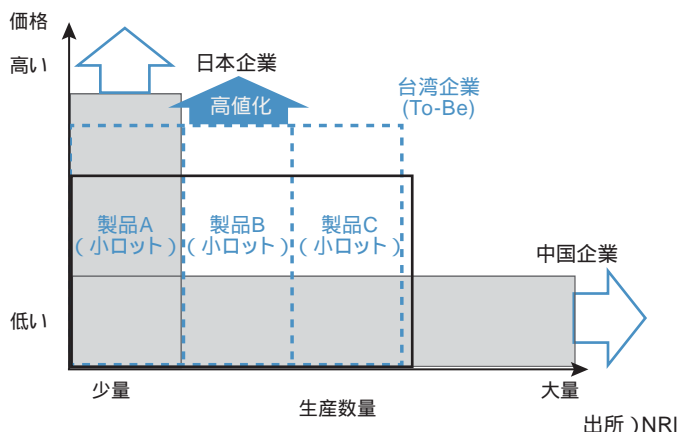 価格
高い
日本企業
高値化
台湾企業
(To-Be)
製品A
(小ロット)
製品B
(小ロット)
製品C
(小ロット)
中国企業
低い
少量
大量
生産数量
出所)NRI